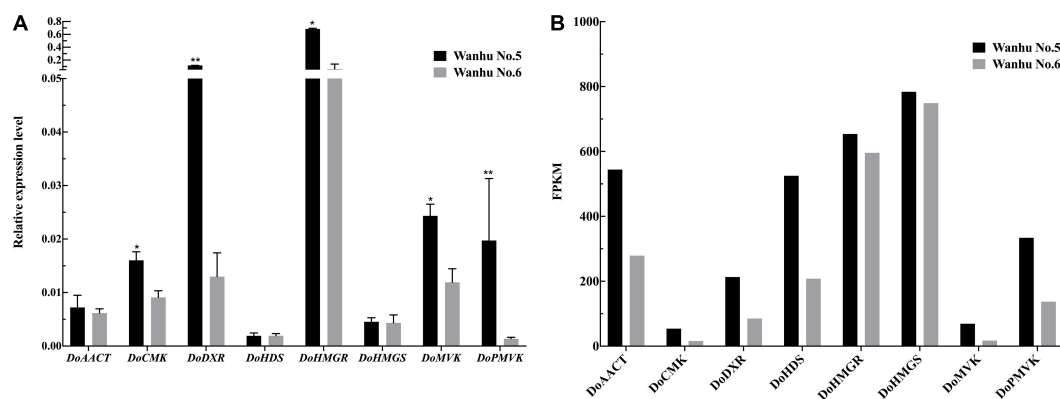 A
Relative expression level
0.8
0.6
0.4
0.2
0.05
0.04
0.03
0.02
0.01
0.00
*
**
*
*
**
Wanhu No.5
Wanhu No.6
DoAACT
DoCMK
DoDXR
DoHDS
DoHMGR
DoHMGS
DoMVK
DoPMVK
B
FPKM
1000
800
600
400
200
0
Wanhu No.5
Wanhu No.6
DoAACT
DoCMK
DoDXR
DoHDS
DoHMGR
DoHMGS
DoMVK
DoPMVK